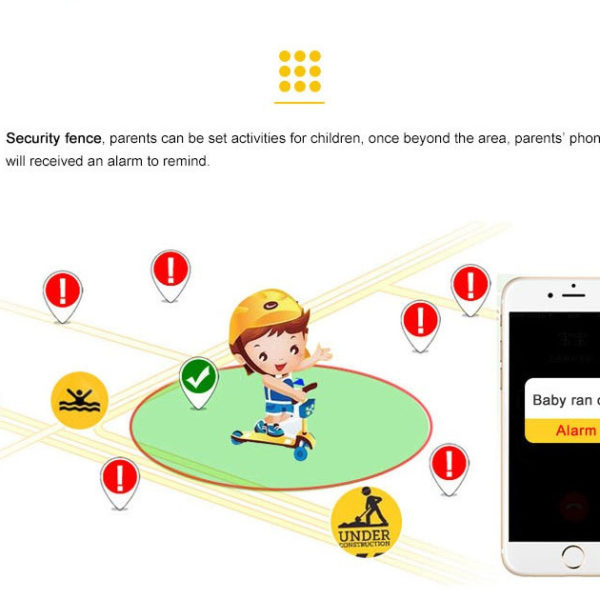 Security fence, parents can be set activities for children, once beyond the area, parents' phon
will received an alarm to remind.
Baby ran
Alarm
UNDER
CONSTRUCTION